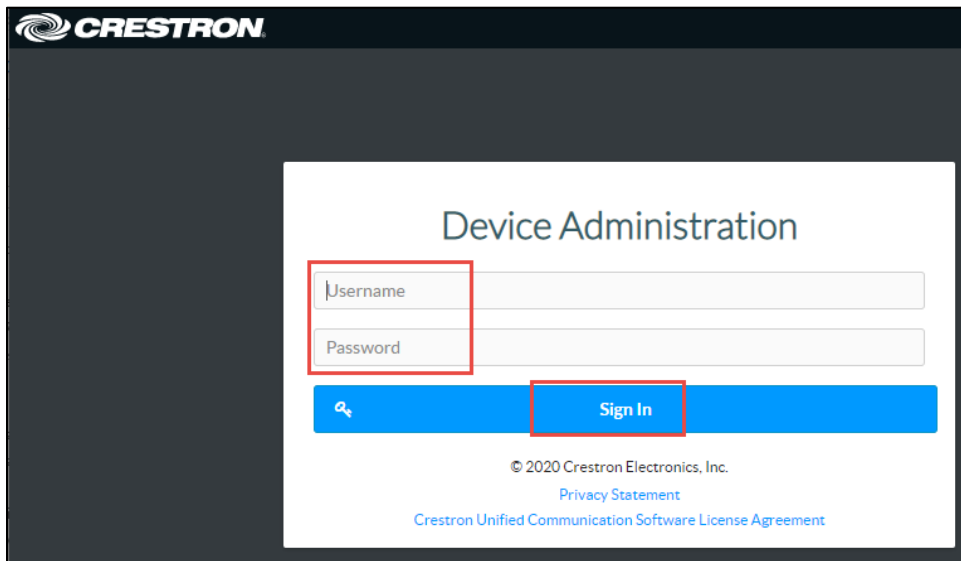 CRESTRON
Device Administration
Username
Password
Sign In
© 2020 Crestron Electronics, Inc.
Privacy Statement
Crestron Unified Communication Software License Agreement